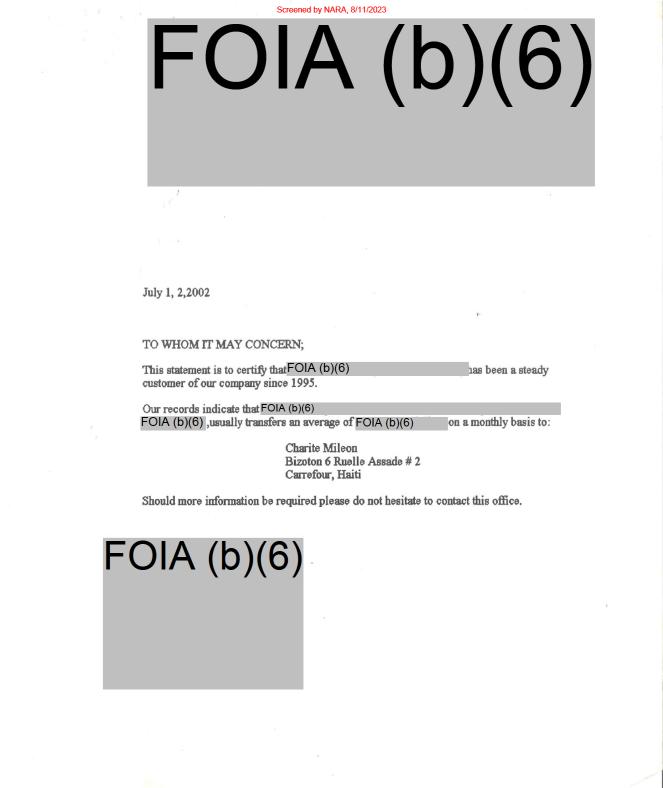 Screened by NARA, 8/11/2023
FOIA (b)(6)
July 1, 2,2002
TO WHOM IT MAY CONCERN;
This statement is to certify that FOIA (b)(6) has been a steady
customer of our company since 1995.
Our records indicate that FOIA (b)(6)
FOIA (b)(6) ,usually transfers an average of FOIA (b)(6) on a monthly basis to:
Charite Mileon
Bizoton 6 Ruelle Assade # 2
Carrefour, Haiti
Should more information be required please do not hesitate to contact this office.
FOIA (b)(6)